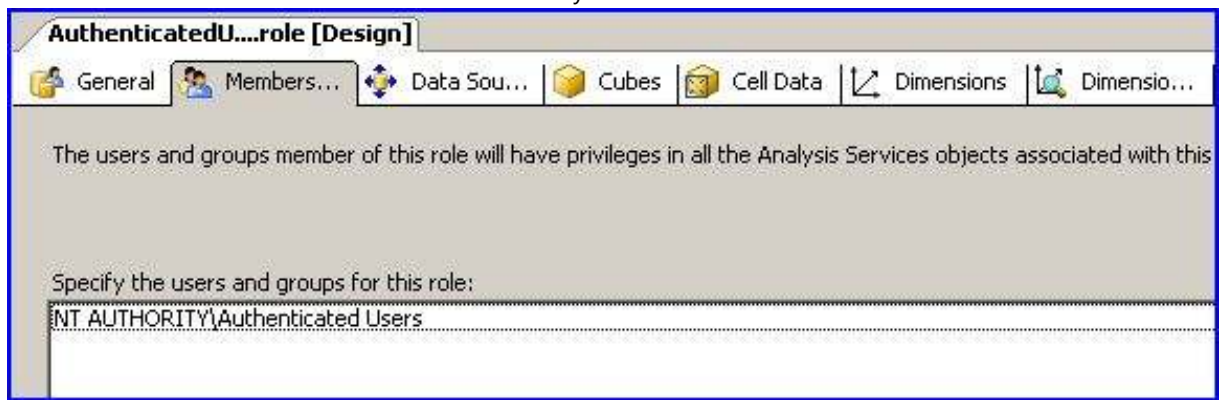 AuthenticatedU....role [Design]
General Members... Data Sou... Cubes Cell Data Dimensions Dimensio...
The users and groups member of this role will have privileges in all the Analysis Services objects associated with this
Specify the users and groups for this role:
NT AUTHORITY\Authenticated Users